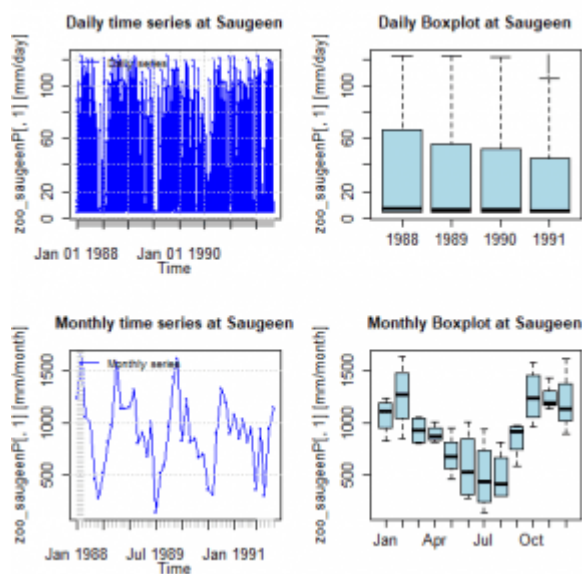 Daily time series at Saugeen
Daily series
zoo_saugeenP[, 1] [mm/day]
0 20 60 100
Jan 01 1988 Jan 01 1990
Time
Daily Boxplot at Saugeen
zoo_saugeenP[, 1] [mm/day]
0 20 60 100
1988 1989 1990 1991
Monthly time series at Saugeen
Monthly series
zoo_saugeenP[, 1] [mm/month]
500 1000 1500
Jan 1988 Jul 1989 Jan 1991
Time
Monthly Boxplot at Saugeen
zoo_saugeenP[, 1] [mm/month]
500 1000 1500
Jan Apr Jul Oct